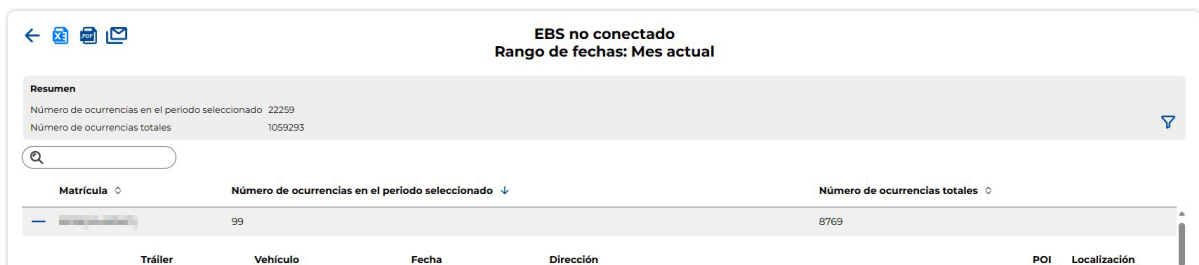 EBS no conectado
Rango de fechas: Mes actual
Resumen
Número de ocurrencias en el periodo seleccionado 22259
Número de ocurrencias totales 1059293
Matrícula Número de ocurrencias en el periodo seleccionado Número de ocurrencias totales
99 8769
Tráiler Vehículo Fecha Dirección POI Localización